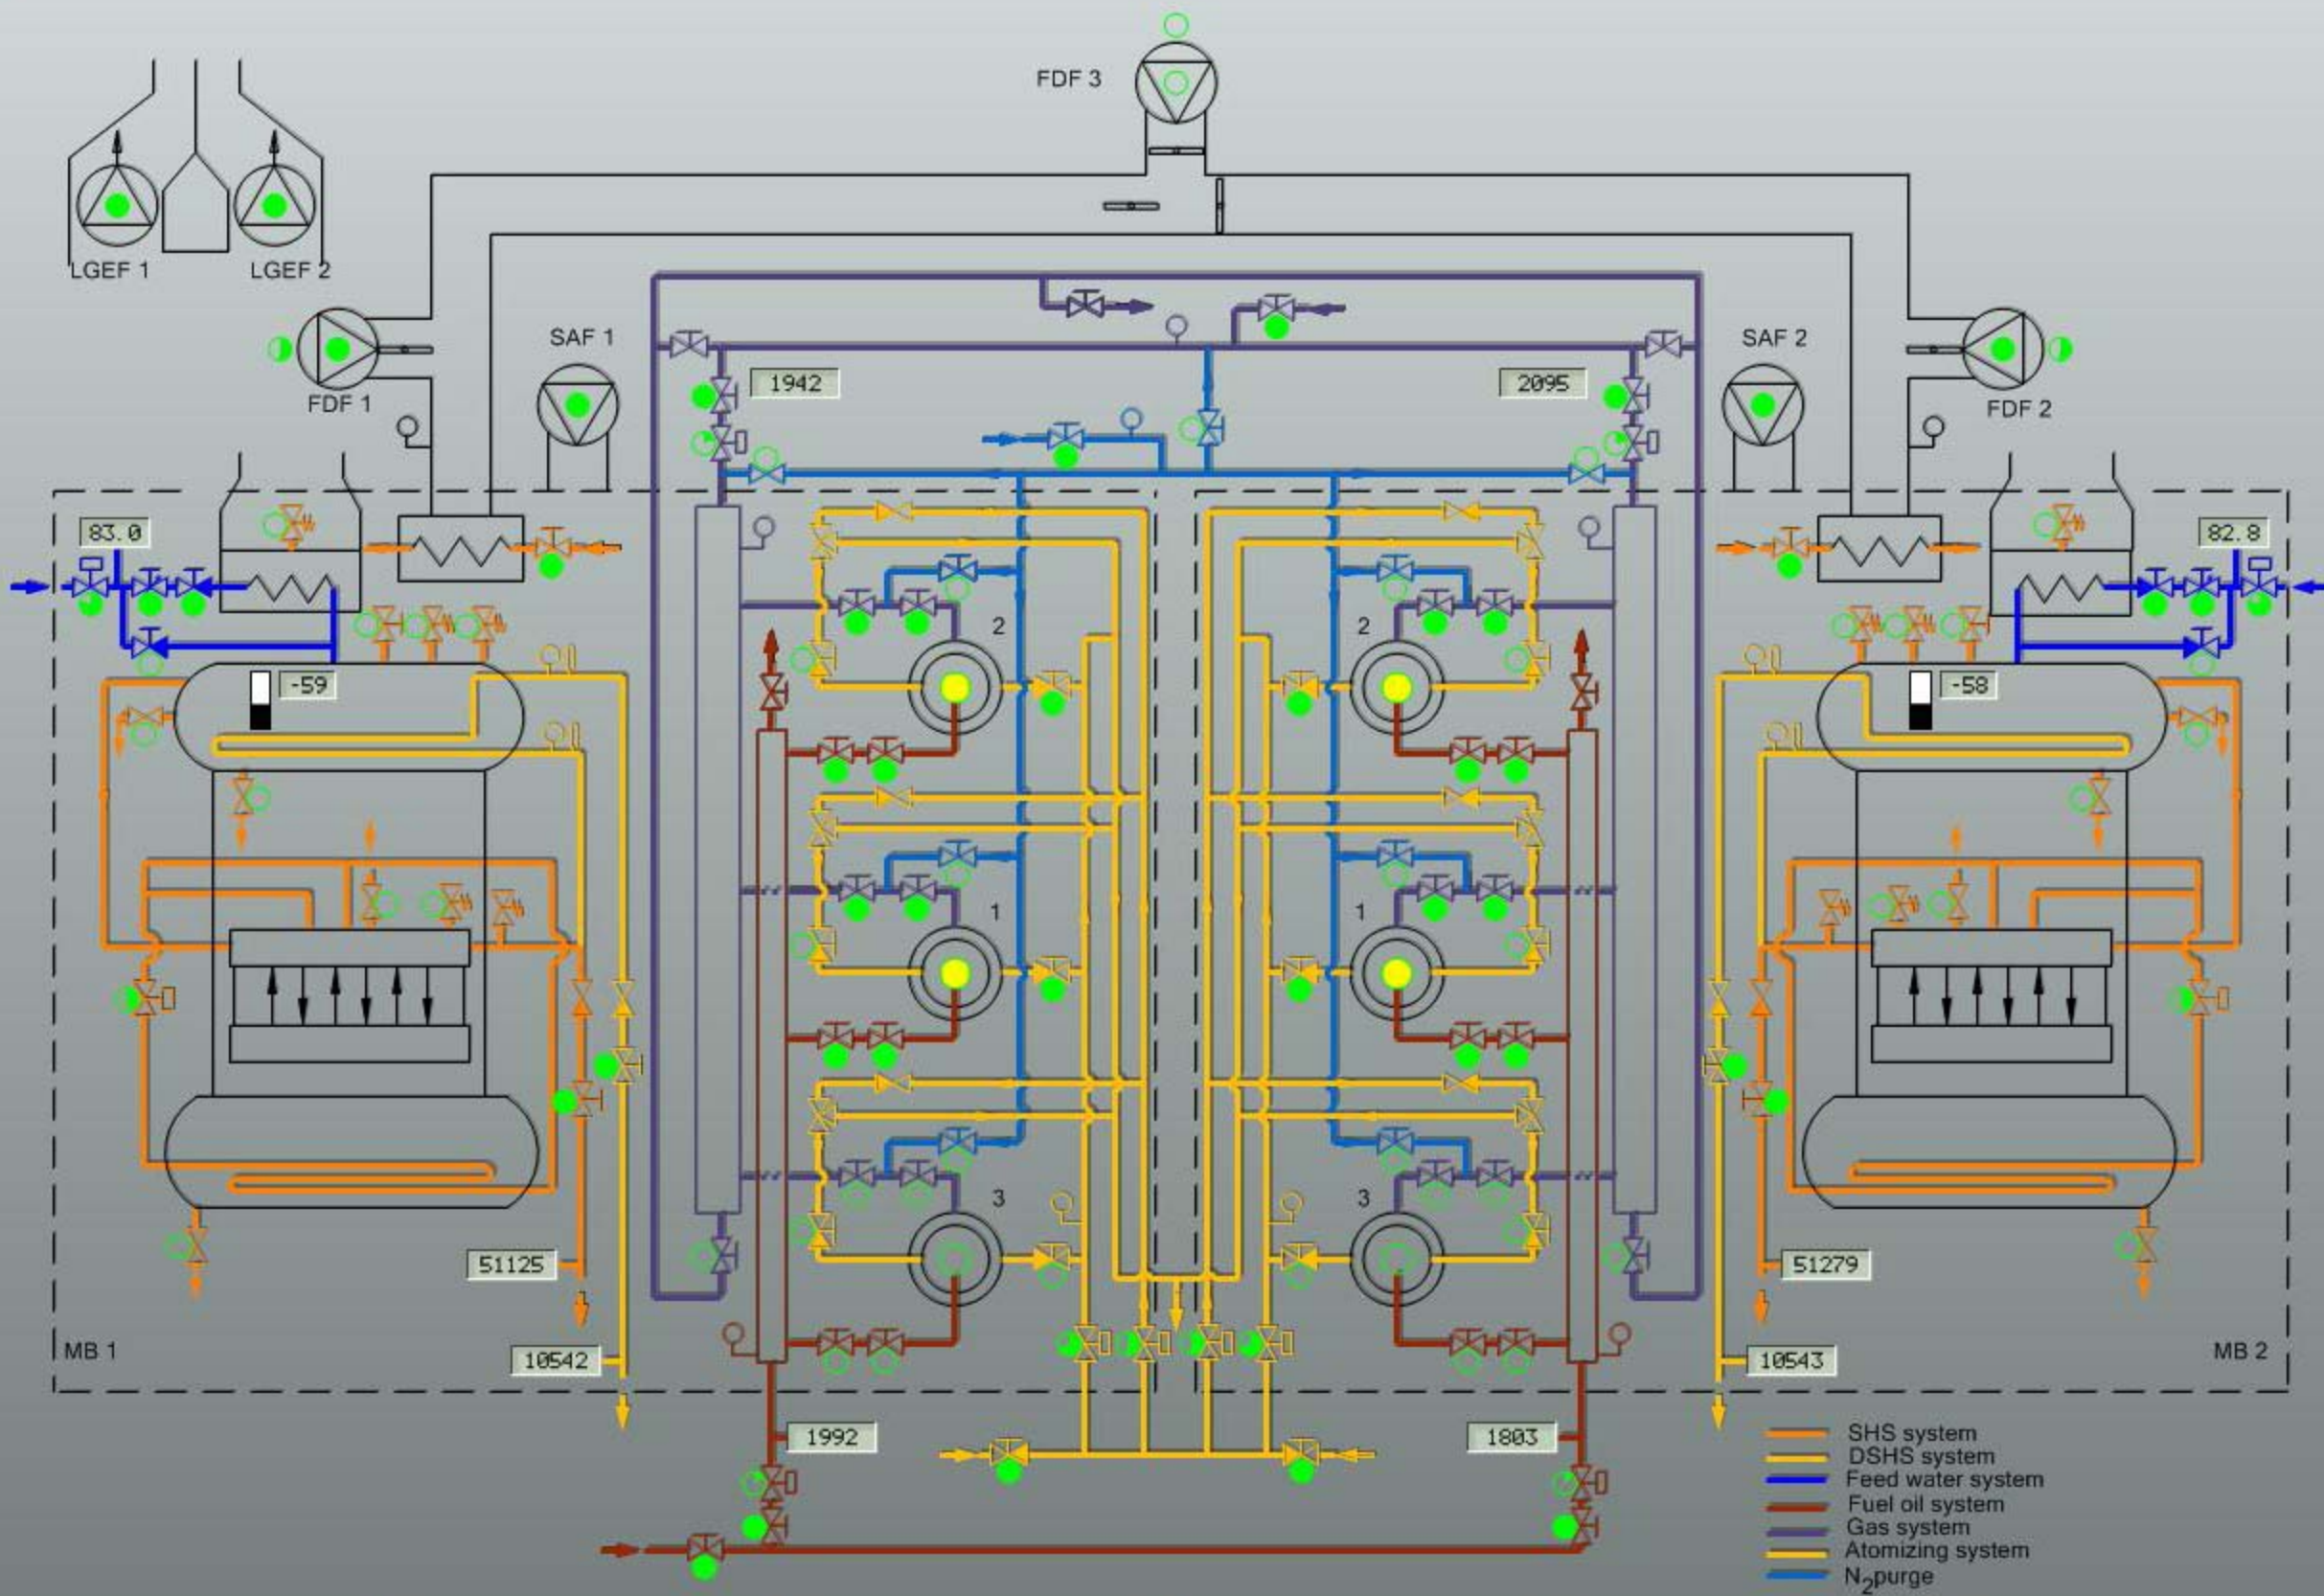 FDF 3
LGEF 1
LGEF 2
SAF 1
SAF 2
FDF 1
FDF 2
1942
2095
83.0
82.8
2
2
-59
-58
1
1
3
3
51125
51279
MB 1
10542
10543
MB 2
1992
1803
SHS system
DSHS system
Feed water system
Fuel oil system
Gas system
Atomizing system
N₂purge